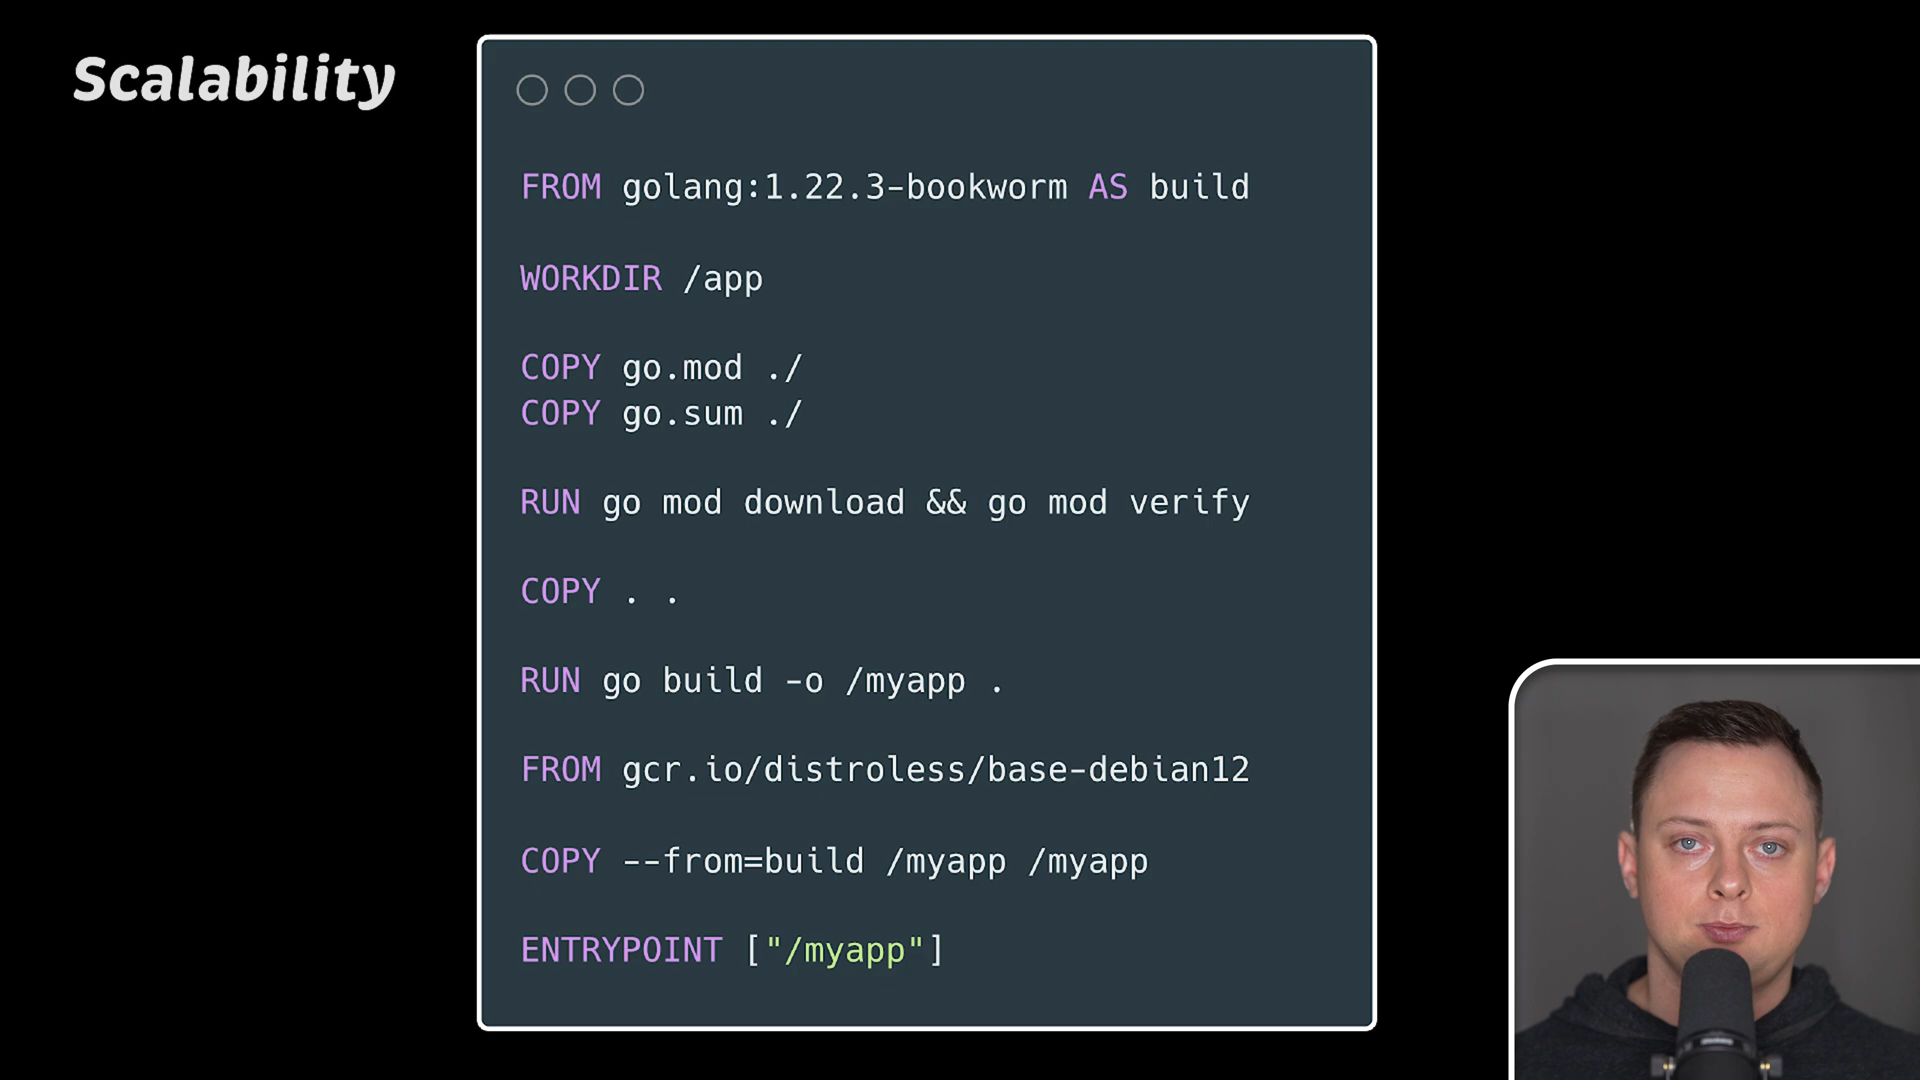 Scalability
FROM golang:1.22.3-bookworm AS build
WORKDIR /app
COPY go.mod ./
COPY go.sum ./
RUN go mod download && go mod verify
COPY . .
RUN go build -o /myapp .
FROM gcr.io/distroless/base-debian12
COPY --from=build /myapp /myapp
ENTRYPOINT ["/myapp"]